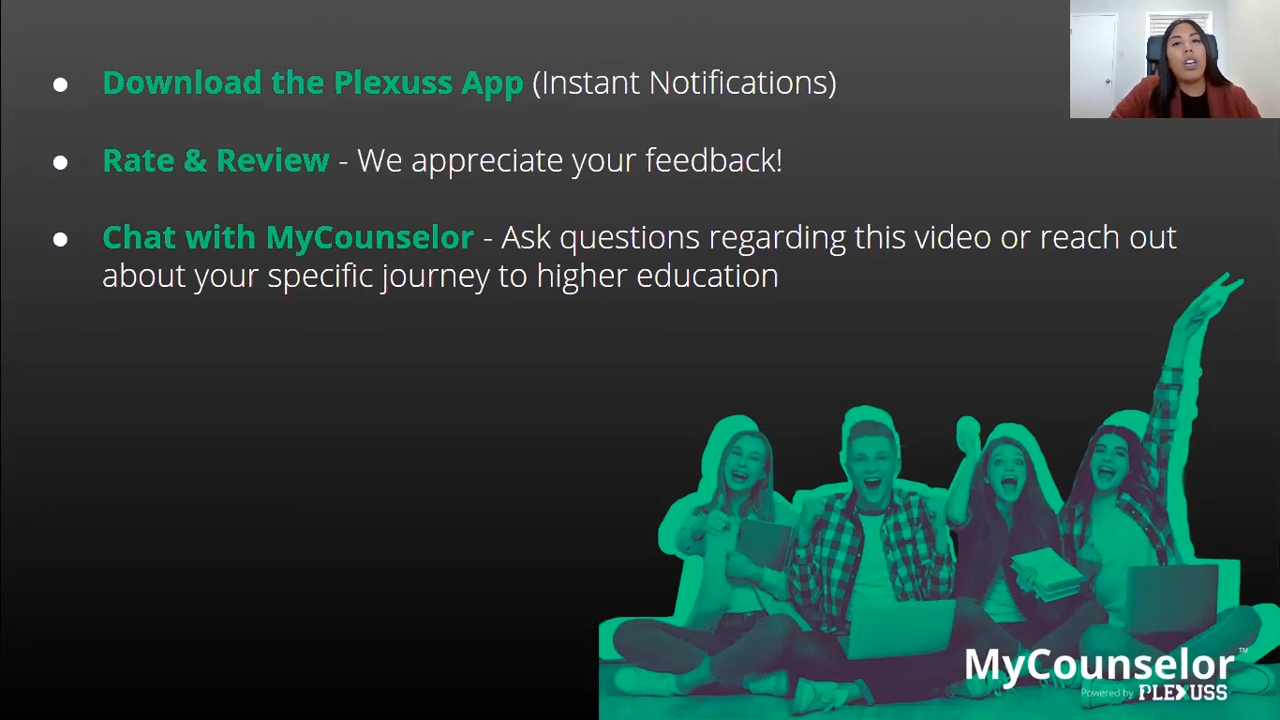 ● Download the Plexuss App (Instant Notifications)
● Rate & Review - We appreciate your feedback!
● Chat with MyCounselor - Ask questions regarding this video or reach out
about your specific journey to higher education
MyCounselor™
Powered by PLEXUSS